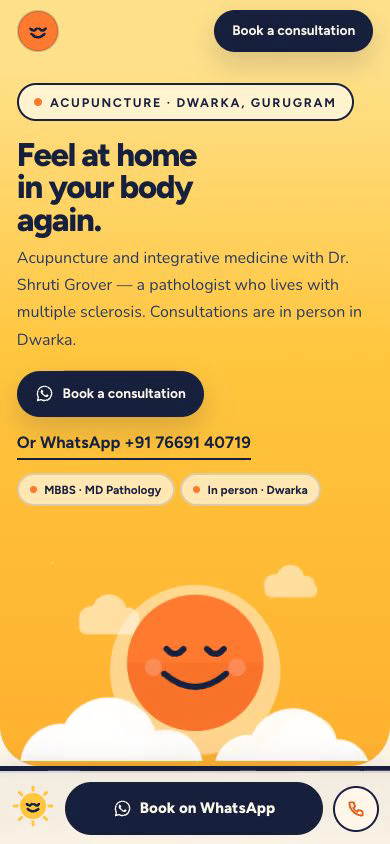 Book a consultation
ACUPUNCTURE · DWARKA, GURUGRAM
Feel at home
in your body
again.
Acupuncture and integrative medicine with Dr.
Shruti Grover — a pathologist who lives with
multiple sclerosis. Consultations are in person in
Dwarka.
Book a consultation
Or WhatsApp +91 76691 40719
MBBS · MD Pathology
In person · Dwarka
Book on WhatsApp